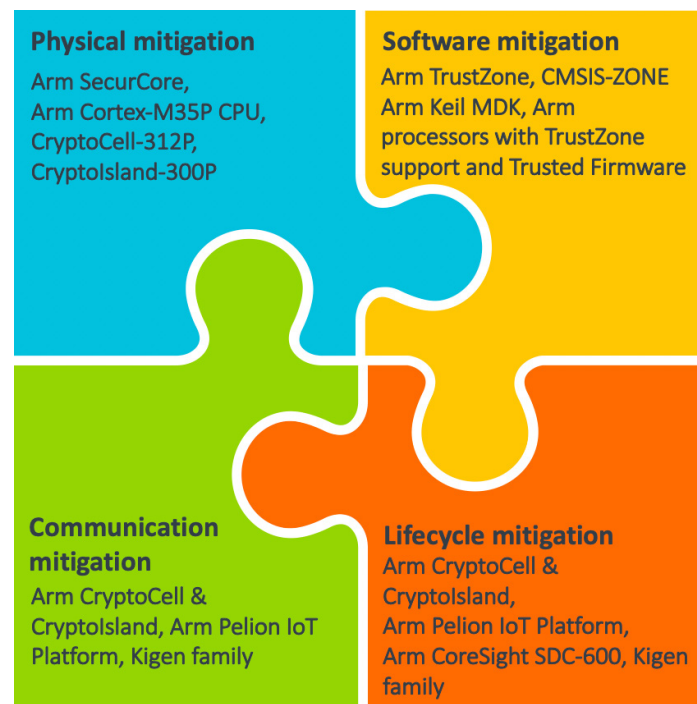 Physical mitigation
Arm SecurCore,
Arm Cortex-M35P CPU,
CryptoCell-312P,
CryptoIsland-300P
Software mitigation
Arm TrustZone, CMSIS-ZONE
Arm Keil MDK, Arm
processors with TrustZone
support and Trusted Firmware
Communication
mitigation
Arm CryptoCell &
CryptoIsland, Arm Pelion IoT
Platform, Kigen family
Lifecycle mitigation
Arm CryptoCell &
CryptoIsland,
Arm Pelion IoT Platform,
Arm CoreSight SDC-600, Kigen
family